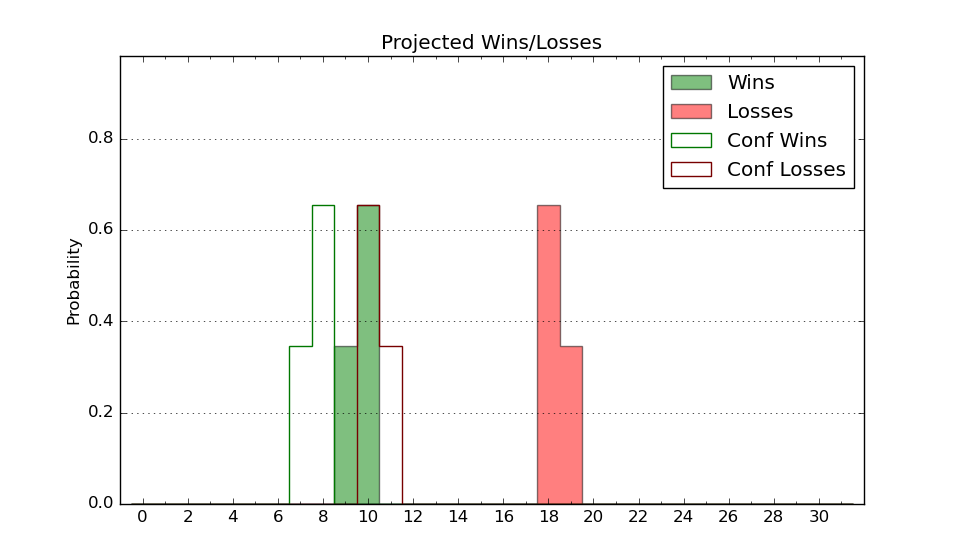 Projected Wins/Losses
Wins
Losses
Conf Wins
Conf Losses
Probability
0.8
0.6
0.4
0.2
0.0
0 2 4 6 8 10 12 14 16 18 20 22 24 26 28 30